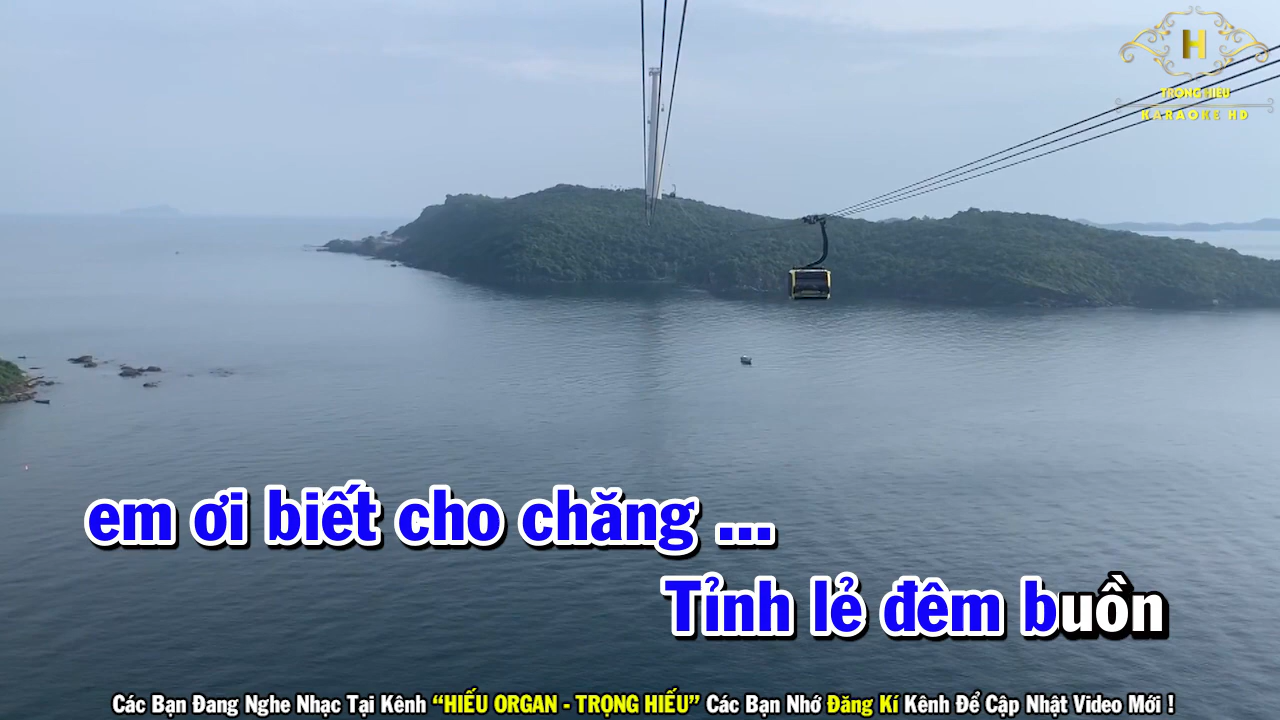 H
TRỌNG HIẾU
KARAOKE HD
em ơi biết cho chăng ...
Tỉnh lẻ đêm buồn
Các Bạn Đang Nghe Nhạc Tại Kênh “HIẾU ORGAN - TRỌNG HIẾU” Các Bạn Nhớ Đăng Kí Kênh Để Cập Nhật Video Mới !